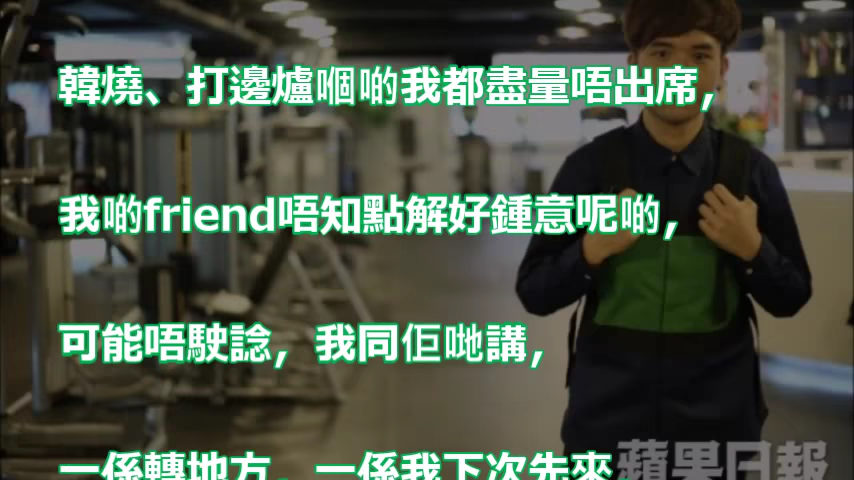 韓燒、打邊爐嗰啲我都盡量唔出席，
我啲friend唔知點解好鍾意呢啲，
可能唔駛諗，我同佢哋講，
一係轉地方，一係我下次先來，
蘋果日報